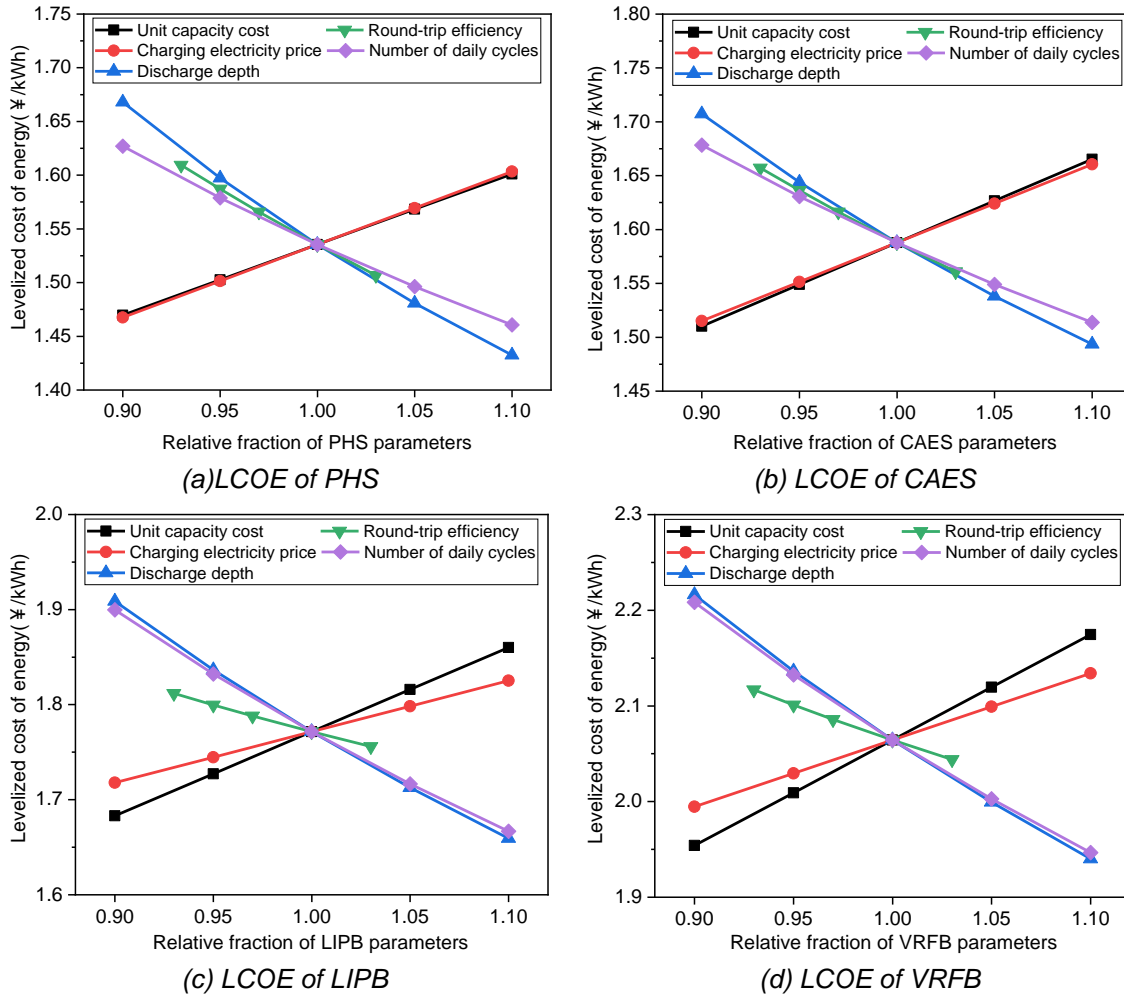 Levelized cost of energy(¥/kWh)
1.75
1.70
1.65
1.60
1.55
1.50
1.45
1.40
Unit capacity cost
Charging electricity price
Discharge depth
Round-trip efficiency
Number of daily cycles
0.90 0.95 1.00 1.05 1.10
Relative fraction of PHS parameters
(a)LCOE of PHS
Levelized cost of energy(¥/kWh)
1.80
1.75
1.70
1.65
1.60
1.55
1.50
1.45
Unit capacity cost
Charging electricity price
Discharge depth
Round-trip efficiency
Number of daily cycles
0.90 0.95 1.00 1.05 1.10
Relative fraction of CAES parameters
(b) LCOE of CAES
Levelized cost of energy(¥/kWh)
2.0
1.9
1.8
1.7
1.6
Unit capacity cost
Charging electricity price
Discharge depth
Round-trip efficiency
Number of daily cycles
0.90 0.95 1.00 1.05 1.10
Relative fraction of LIPB parameters
(c) LCOE of LIPB
Levelized cost of energy(¥/kWh)
2.3
2.2
2.1
2.0
1.9
Unit capacity cost
Charging electricity price
Discharge depth
Round-trip efficiency
Number of daily cycles
0.90 0.95 1.00 1.05 1.10
Relative fraction of VRFB parameters
(d) LCOE of VRFB